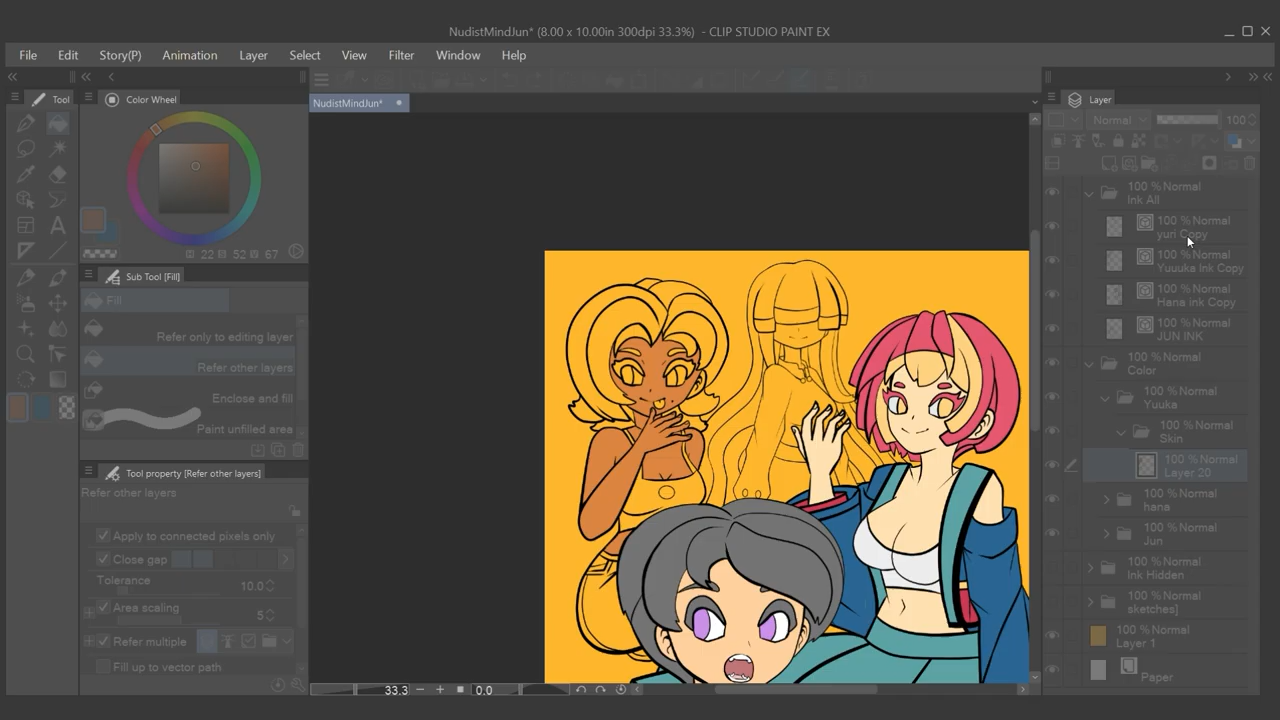 NudistMindJun* (8.00 x 10.00in 300dpi 33.3%) - CLIP STUDIO PAINT EX
File Edit Story(P) Animation Layer Select View Filter Window Help
Tool
Color Wheel
NudistMindJun*
Layer
Normal 100
22 52 67
Sub Tool [Fill]
Fill
Refer only to editing layer
Refer other layers
Enclose and fill
Paint unfilled area
Tool property [Refer other layers]
Refer other layers
Apply to connected pixels only
Close gap
Tolerance 10.0
Area scaling 5
Refer multiple
Fill up to vector path
100 % Normal
Ink All
100 % Normal
yuri Copy
100 % Normal
Yuuuka Ink Copy
100 % Normal
Hana ink Copy
100 % Normal
JUN INK
100 % Normal
Color
100 % Normal
Yuuka
100 % Normal
Skin
100 % Normal
Layer 20
100 % Normal
hana
100 % Normal
Jun
100 % Normal
Ink Hidden
100 % Normal
sketches]
100 % Normal
Layer 1
Paper
33.3 0.0